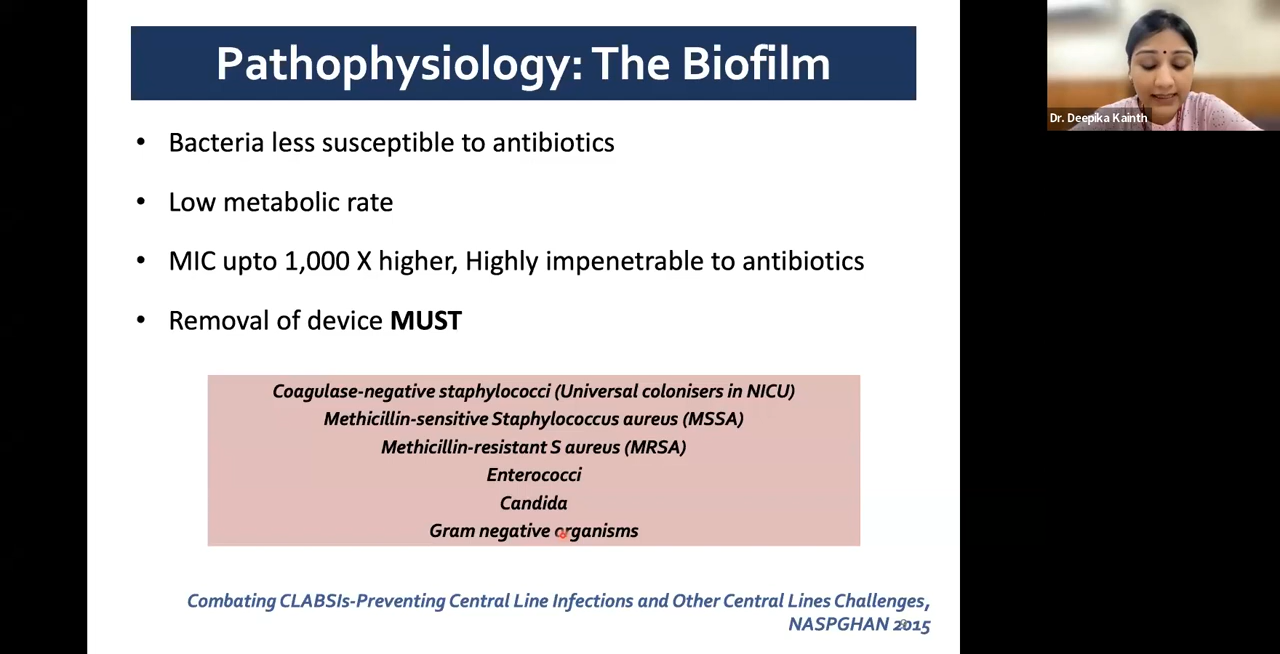 Pathophysiology: The Biofilm
Dr. Deepika Kainth
• Bacteria less susceptible to antibiotics
• Low metabolic rate
• MIC upto 1,000 X higher, Highly impenetrable to antibiotics
• Removal of device MUST
Coagulase-negative staphylococci (Universal colonisers in NICU)
Methicillin-sensitive Staphylococcus aureus (MSSA)
Methicillin-resistant S aureus (MRSA)
Enterococci
Candida
Gram negative organisms
Combating CLABSIs-Preventing Central Line Infections and Other Central Lines Challenges,
NASPGHAN 2015